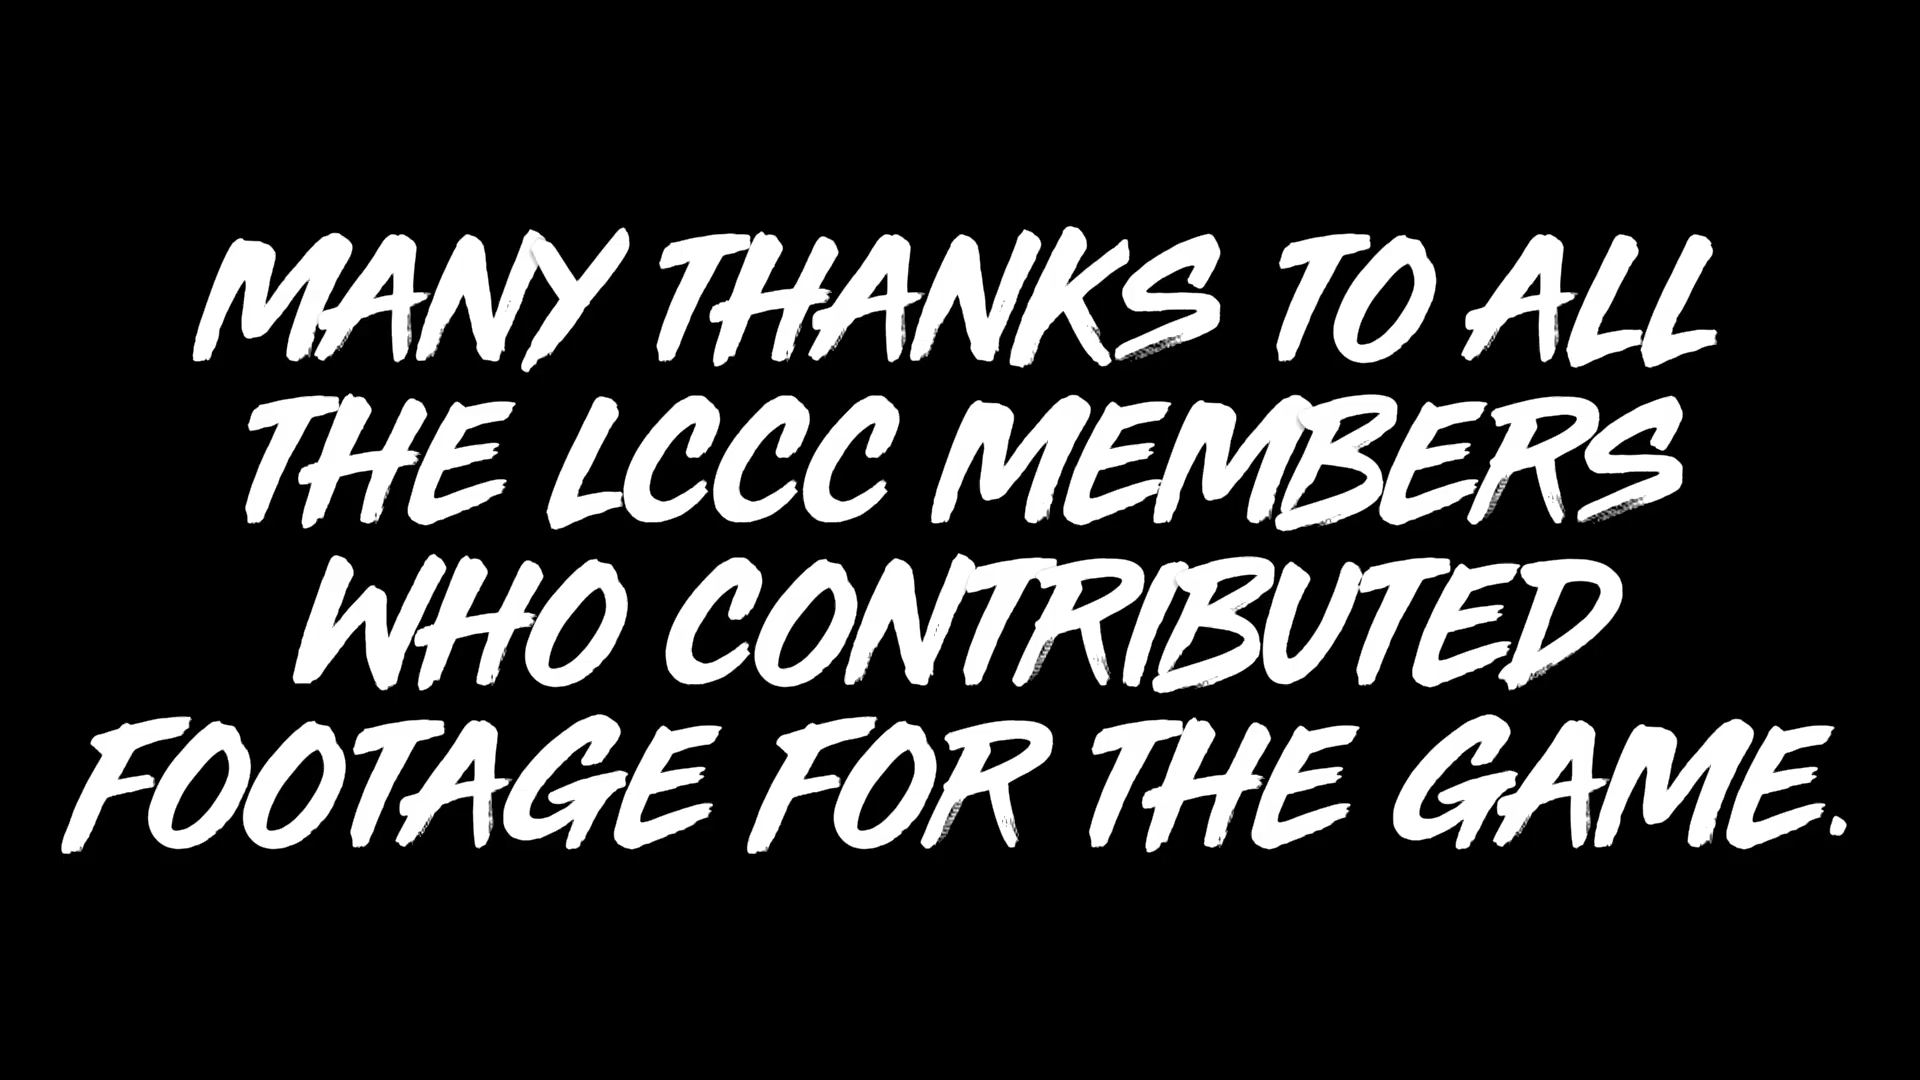 MANY THANKS TO ALL
THE LCCC MEMBERS
WHO CONTRIBUTED
FOOTAGE FOR THE GAME.